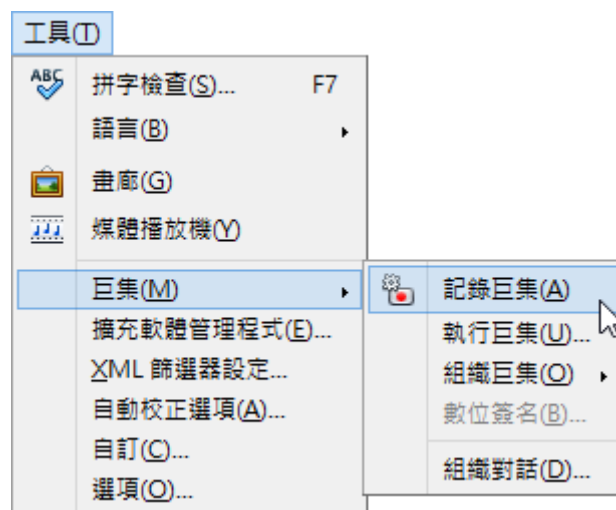 工具(T)
ABC
拼字檢查(S)... F7
語言(B)
畫廊(G)
媒體播放機(Y)
巨集(M)
擴充軟體管理程式(E)...
XML 篩選器設定...
自動校正選項(A)...
自訂(C)...
選項(O)...
記錄巨集(A)
執行巨集(U)...
組織巨集(O)
數位簽名(B)...
組織對話(D)...